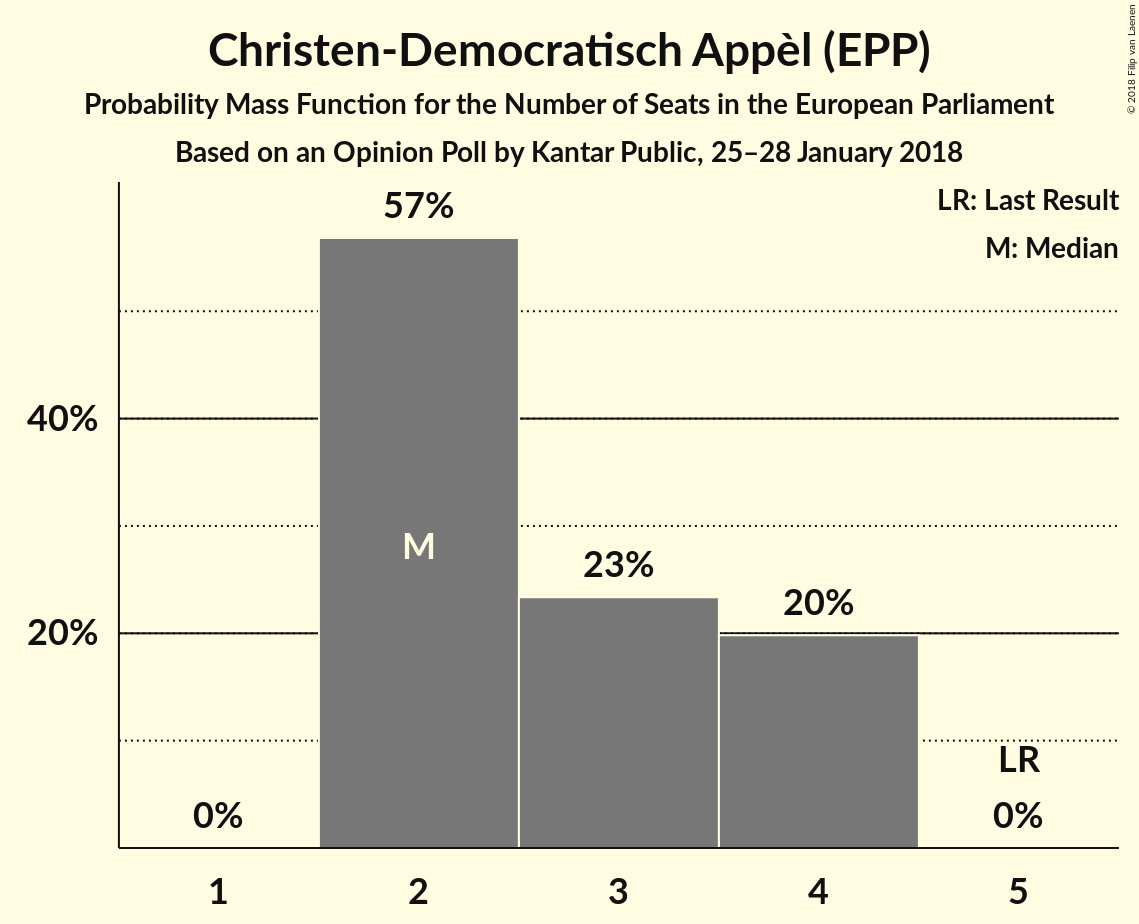 Christen-Democratisch Appèl (EPP)
Probability Mass Function for the Number of Seats in the European Parliament
Based on an Opinion Poll by Kantar Public, 25–28 January 2018
© 2018 Filip van Laenen
LR: Last Result
M: Median
57%
40%
M
23%
20%
20%
LR
0%
0%
1 2 3 4 5